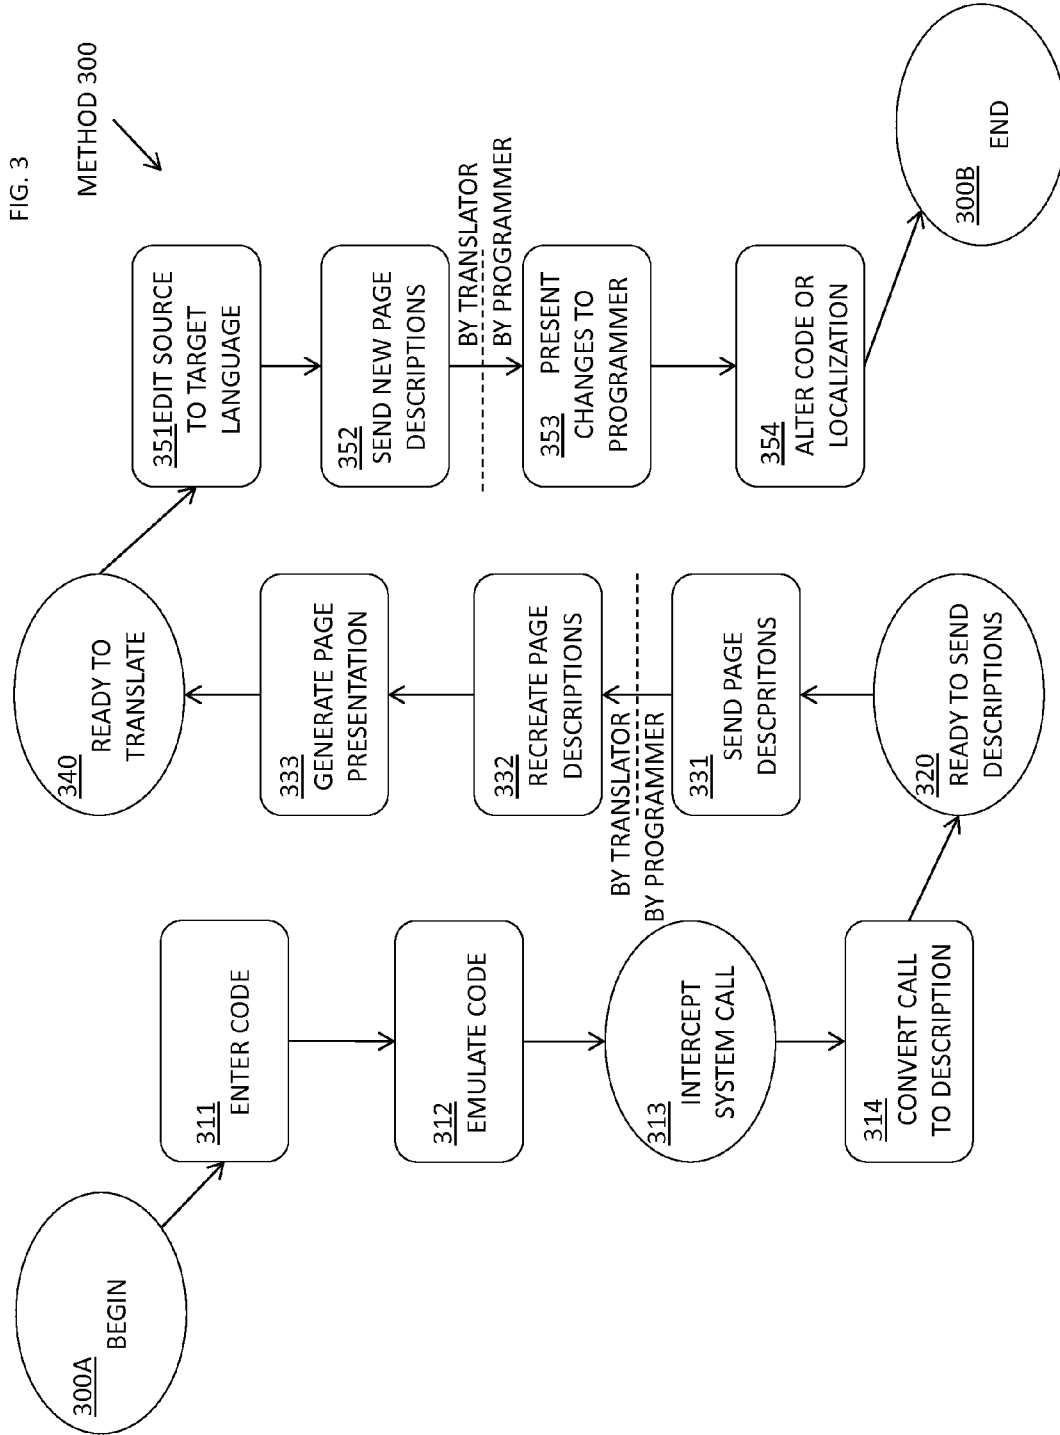 FIG. 3
METHOD 300
300A
BEGIN
311
ENTER CODE
312
EMULATE CODE
313
INTERCEPT
SYSTEM CALL
314
CONVERT CALL
TO DESCRIPTION
320
READY TO SEND
DESCRIPTIONS
331
SEND PAGE
DESCPRITONS
BY TRANSLATOR
BY PROGRAMMER
332
RECREATE PAGE
DESCRIPTIONS
333
GENERATE PAGE
PRESENTATION
340
READY TO
TRANSLATE
351EDIT SOURCE
TO TARGET
LANGUAGE
352
SEND NEW PAGE
DESCRIPTIONS
BY TRANSLATOR
BY PROGRAMMER
353 PRESENT
CHANGES TO
PROGRAMMER
354
ALTER CODE OR
LOCALIZATION
300B
END